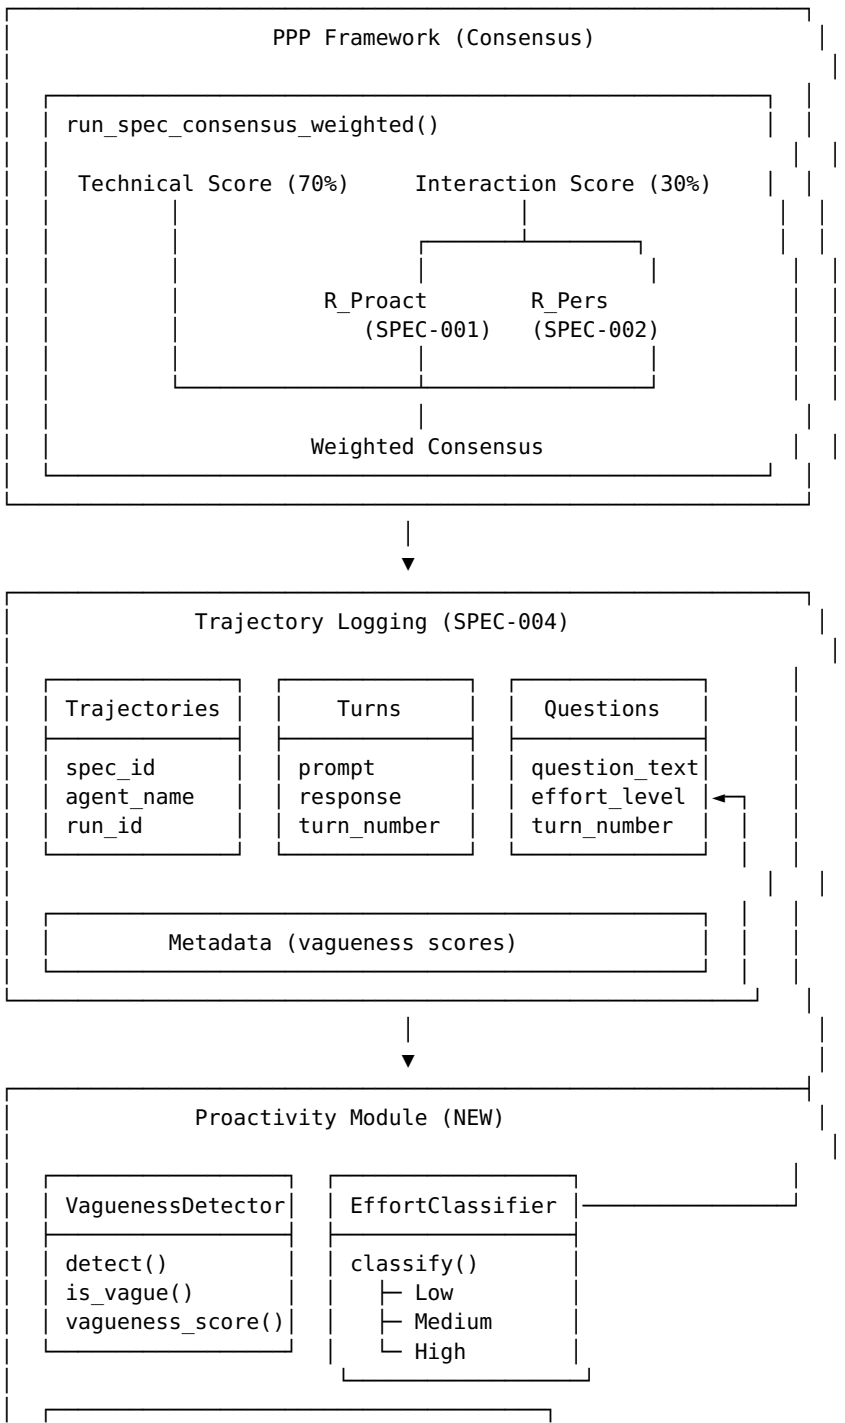 PPP Framework (Consensus)
run_spec_consensus_weighted()
Technical Score (70%) Interaction Score (30%)
R_Proact R_Pers
(SPEC-001) (SPEC-002)
Weighted Consensus
Trajectory Logging (SPEC-004)
Trajectories Turns Questions
spec_id prompt question_text
agent_name response effort_level
run_id turn_number turn_number
Metadata (vagueness scores)
Proactivity Module (NEW)
VaguenessDetector EffortClassifier
detect() classify()
is_vague() Low
vagueness_score() Medium
High